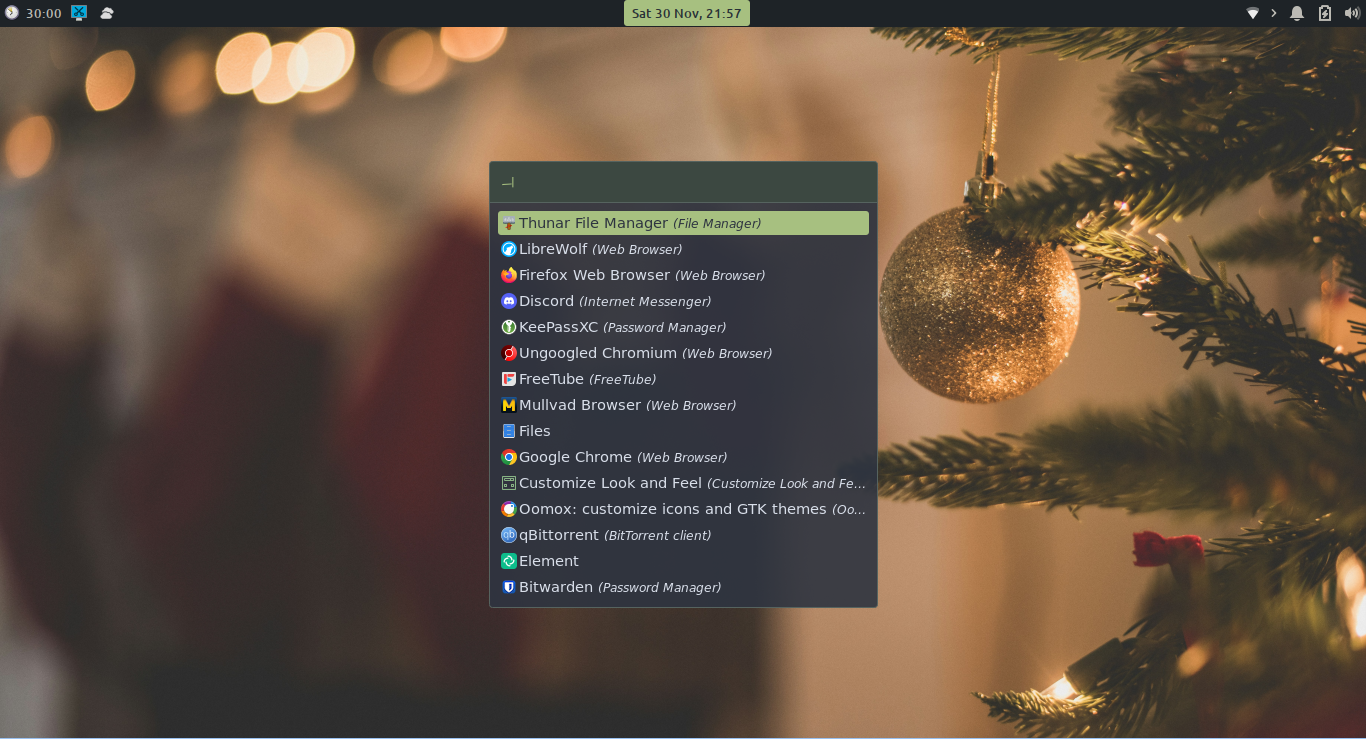 30:00
Sat 30 Nov, 21:57
Thunar File Manager (File Manager)
LibreWolf (Web Browser)
Firefox Web Browser (Web Browser)
Discord (Internet Messenger)
KeePassXC (Password Manager)
Ungoogled Chromium (Web Browser)
FreeTube (FreeTube)
Mullvad Browser (Web Browser)
Files
Google Chrome (Web Browser)
Customize Look and Feel (Customize Look and Fe...
Oomox: customize icons and GTK themes (Oo...
qBittorrent (BitTorrent client)
Element
Bitwarden (Password Manager)